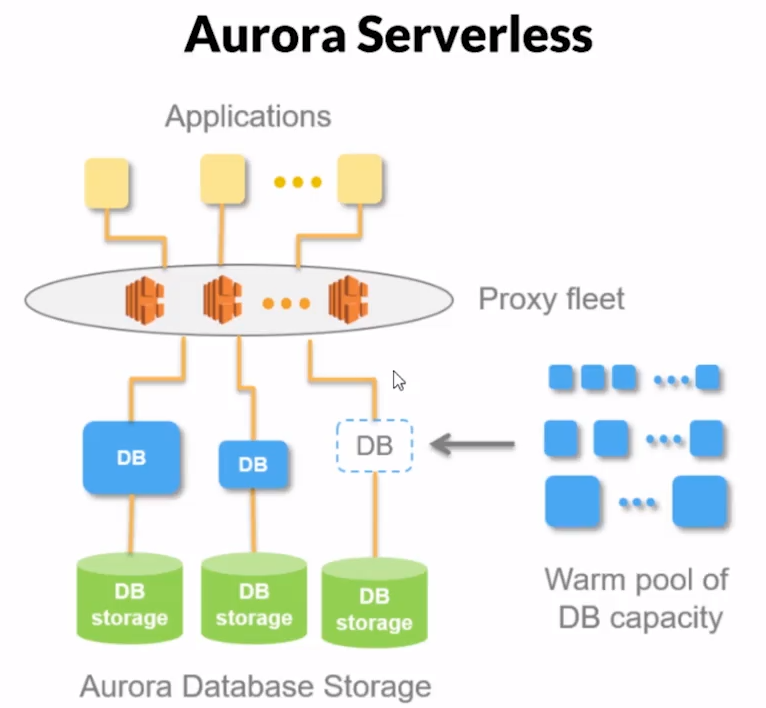 Aurora Serverless
Applications
Proxy fleet
DB
DB
DB
DB
storage
DB
storage
DB
storage
Warm pool of
DB capacity
Aurora Database Storage